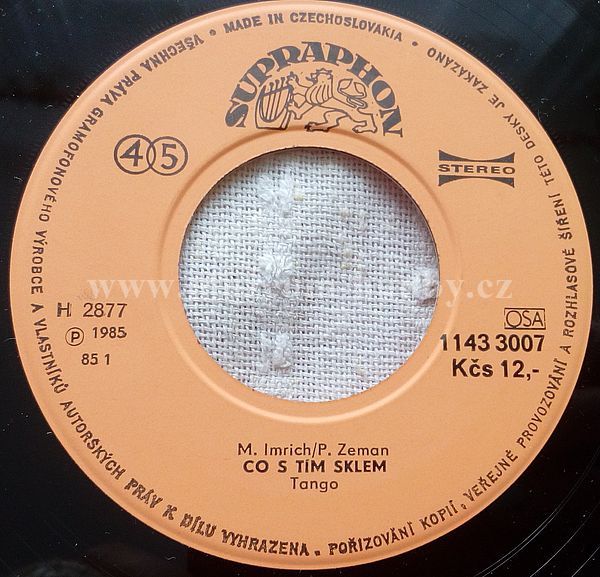 SUPRAPHON
45
STEREO
H 2877
P 1985
85 1
OSA
1143 3007
Kčs 12,-
M. Imrich/P. Zeman
CO S TÍM SKLEM
Tango
VŠECHNA PRÁVA GRAMOFONOVÉHO VÝROBCE A VLASTNÍKŮ AUTORSKÝCH PRÁV K DÍLU VYHRAZENA. POŘIZOVÁNÍ KOPIÍ, VEŘEJNÉ PROVOZOVÁNÍ A ROZHLASOVÉ ŠÍŘENÍ TÉTO DESKY JE ZAKÁZÁNO • MADE IN CZECHOSLOVAKIA •